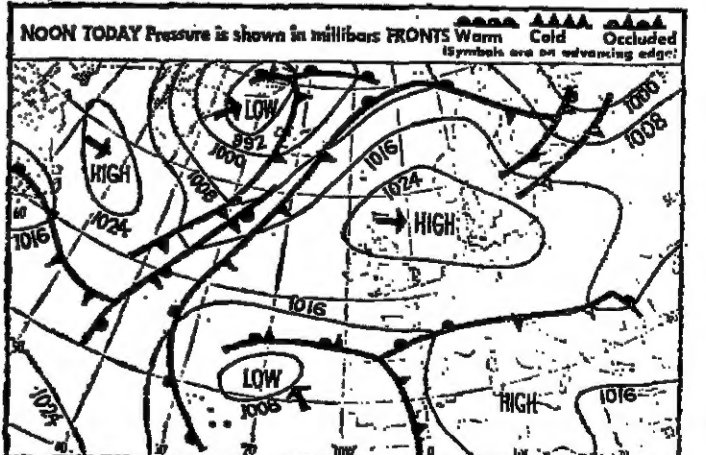 NOON TODAY Pressure is shown in millibars FRONTS Warm Cold Occluded
(Symbols are on advancing edge)
LOW
992
1000
1000
1008
HIGH
1016
1008
1024
1024
HIGH
60
1016
1016
LOW
1008
1024
HIGH
1016